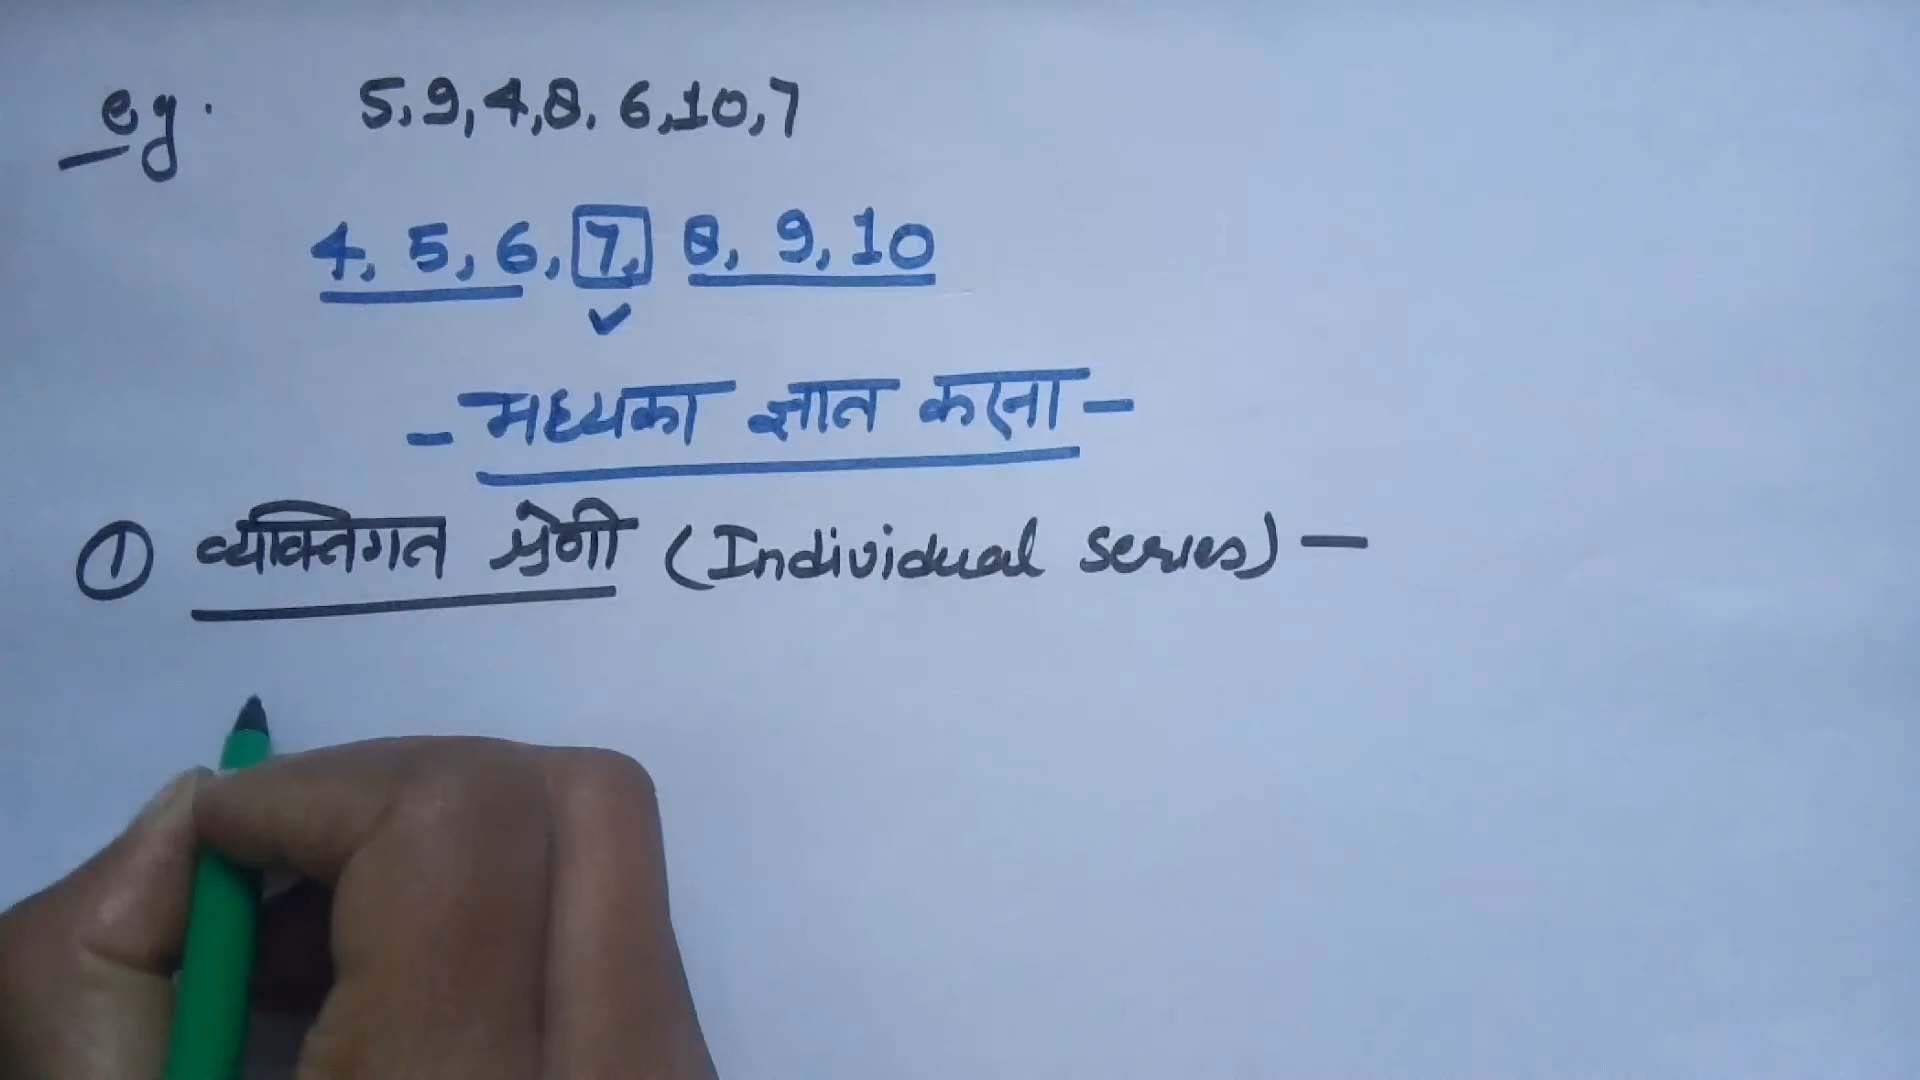 eg. 5, 9, 4, 8, 6, 10, 7
4, 5, 6, 7, 8, 9, 10
- मध्यका ज्ञात करना -
① व्यक्तिगत श्रेणी (Individual series) -